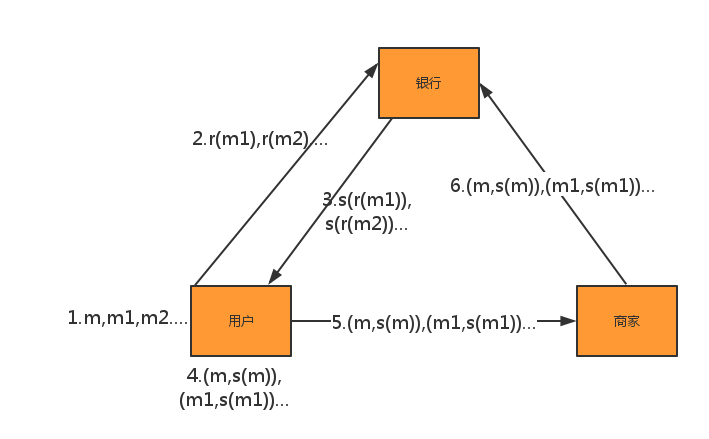 银行
2.r(m1),r(m2)...
3.s(r(m1)),
s(r(m2))...
6.(m,s(m)),(m1,s(m1))...
1.m,m1,m2....
用户
5.(m,s(m)),(m1,s(m1))...
商家
4.(m,s(m)),
(m1,s(m1))...